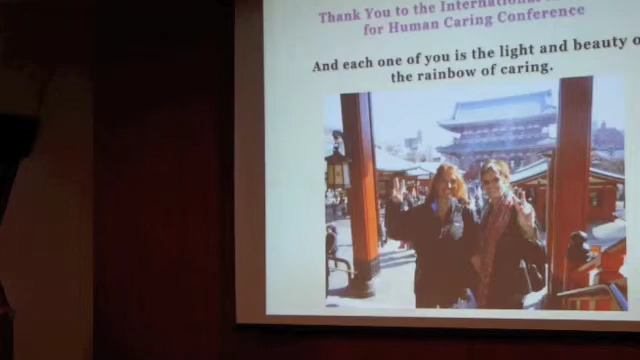 Thank You to the International
for Human Caring Conference
And each one of you is the light and beauty
the rainbow of caring.